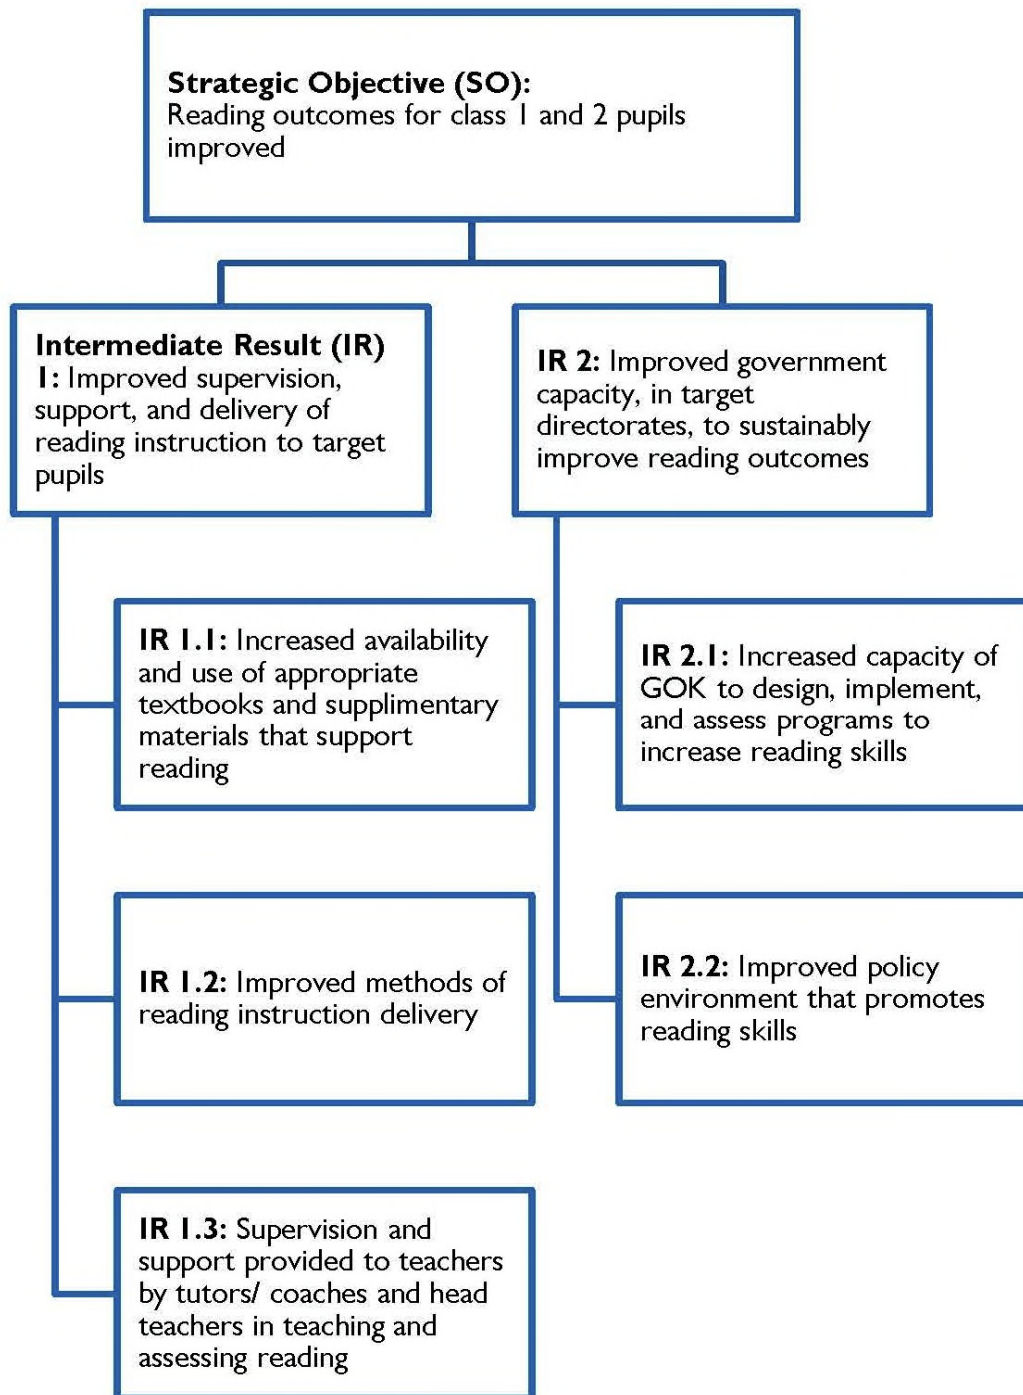 Strategic Objective (SO):
Reading outcomes for class 1 and 2 pupils
improved
Intermediate Result (IR)
1: Improved supervision,
support, and delivery of
reading instruction to target
pupils
IR 2: Improved government
capacity, in target
directorates, to sustainably
improve reading outcomes
IR 1.1: Increased availability
and use of appropriate
textbooks and supplimentary
materials that support
reading
IR 2.1: Increased capacity of
GOK to design, implement,
and assess programs to
increase reading skills
IR 1.2: Improved methods of
reading instruction delivery
IR 2.2: Improved policy
environment that promotes
reading skills
IR 1.3: Supervision and
support provided to teachers
by tutors/ coaches and head
teachers in teaching and
assessing reading